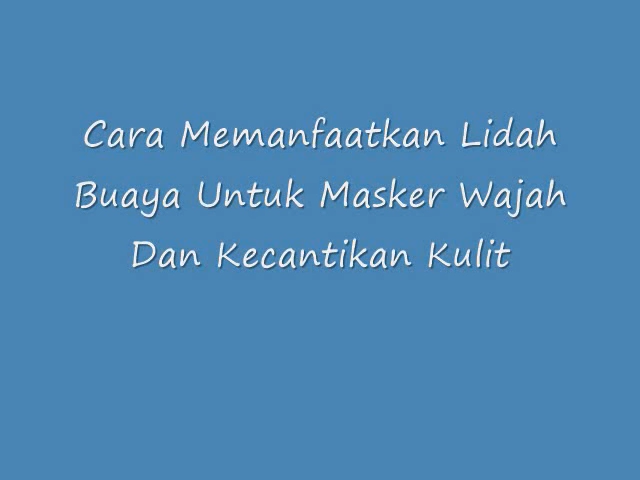 Cara Memanfaatkan Lidah
Buaya Untuk Masker Wajah
Dan Kecantikan Kulit